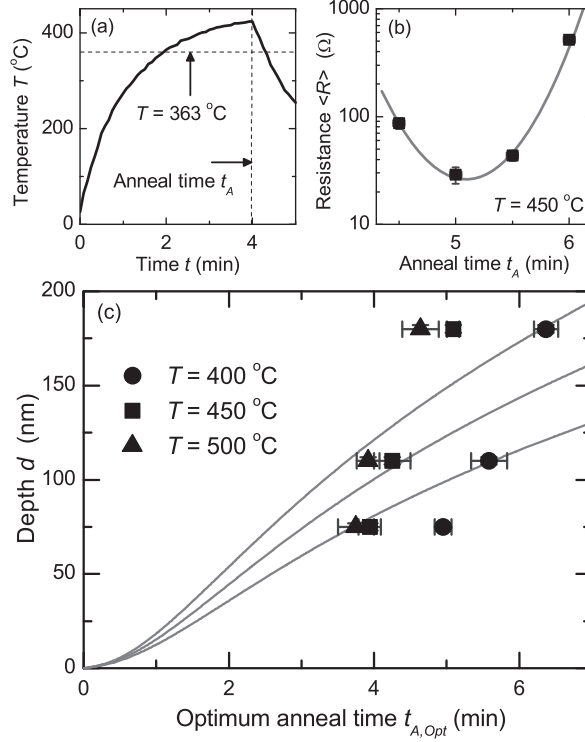 (a)
Temperature T (°C)
400
200
0
T = 363 °C
Anneal time tA
0 2 4
Time t (min)
(b)
Resistance <R> (Ω)
1000
100
10
T = 450 °C
5 6
Anneal time tA (min)
(c)
Depth d (nm)
200
150
100
50
0
T = 400 °C
T = 450 °C
T = 500 °C
0 2 4 6
Optimum anneal time tA,Opt (min)